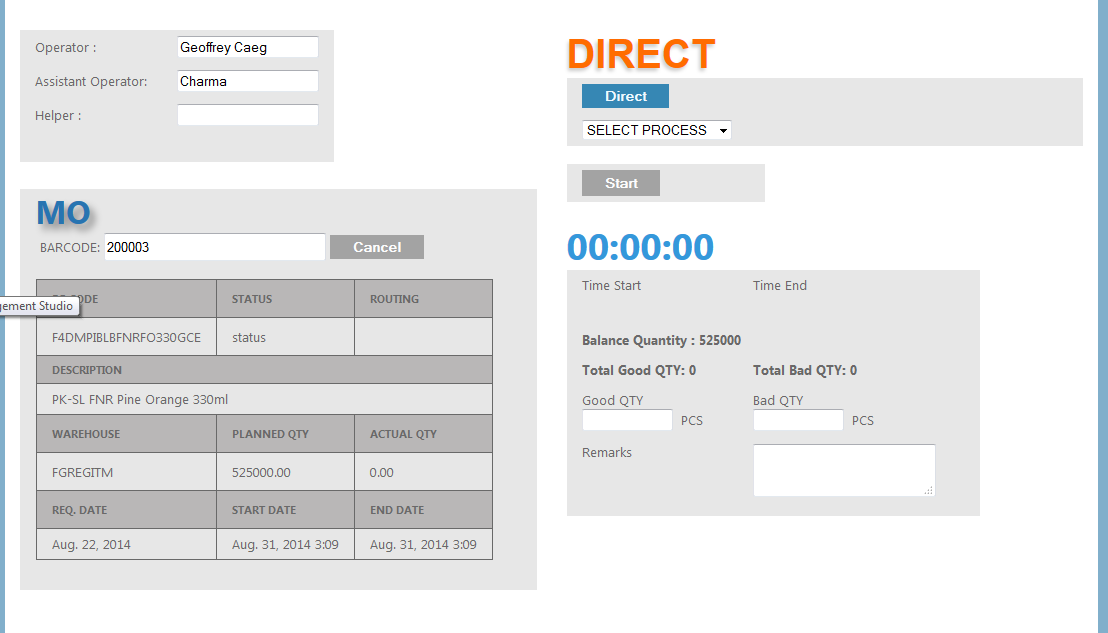 Operator :
Geoffrey Caeg
Assistant Operator:
Charma
Helper :
MO
BARCODE: 200003 Cancel
CODE STATUS ROUTING
gement Studio
F4DMPIBLBFNRFO330GCE status
DESCRIPTION
PK-SL FNR Pine Orange 330ml
WAREHOUSE PLANNED QTY ACTUAL QTY
FGREGITM 525000.00 0.00
REQ. DATE START DATE END DATE
Aug. 22, 2014 Aug. 31, 2014 3:09 Aug. 31, 2014 3:09
DIRECT
Direct
SELECT PROCESS
Start
00:00:00
Time Start Time End
Balance Quantity : 525000
Total Good QTY: 0 Total Bad QTY: 0
Good QTY Bad QTY
PCS PCS
Remarks